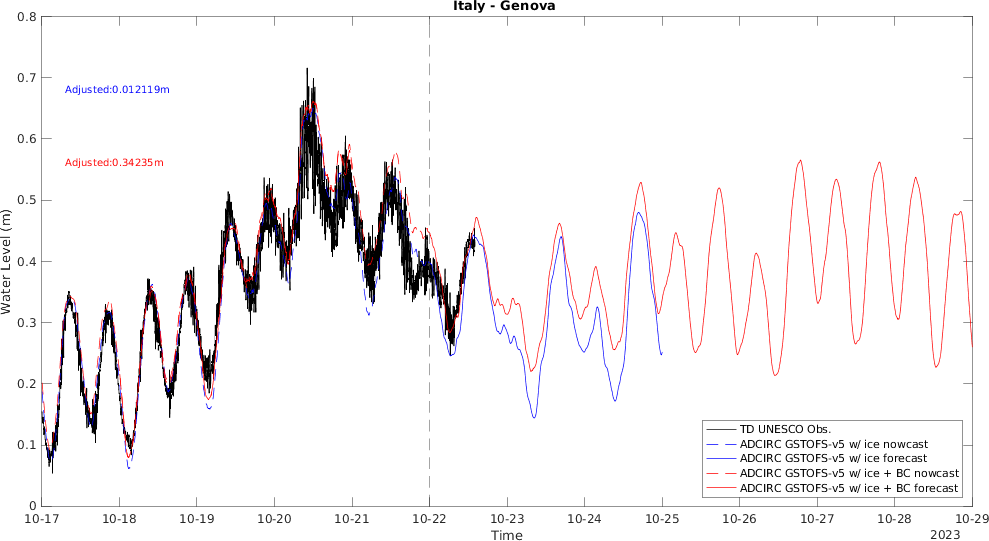 Italy - Genova
0.8
0.7
0.6
0.5
0.4
0.3
0.2
0.1
0
Water Level (m)
Adjusted:0.012119m
Adjusted:0.34235m
TD UNESCO Obs.
ADCIRC GSTOFS-v5 w/ ice nowcast
ADCIRC GSTOFS-v5 w/ ice forecast
ADCIRC GSTOFS-v5 w/ ice + BC nowcast
ADCIRC GSTOFS-v5 w/ ice + BC forecast
10-17 10-18 10-19 10-20 10-21 10-22 10-23 10-24 10-25 10-26 10-27 10-28 10-29
Time
2023